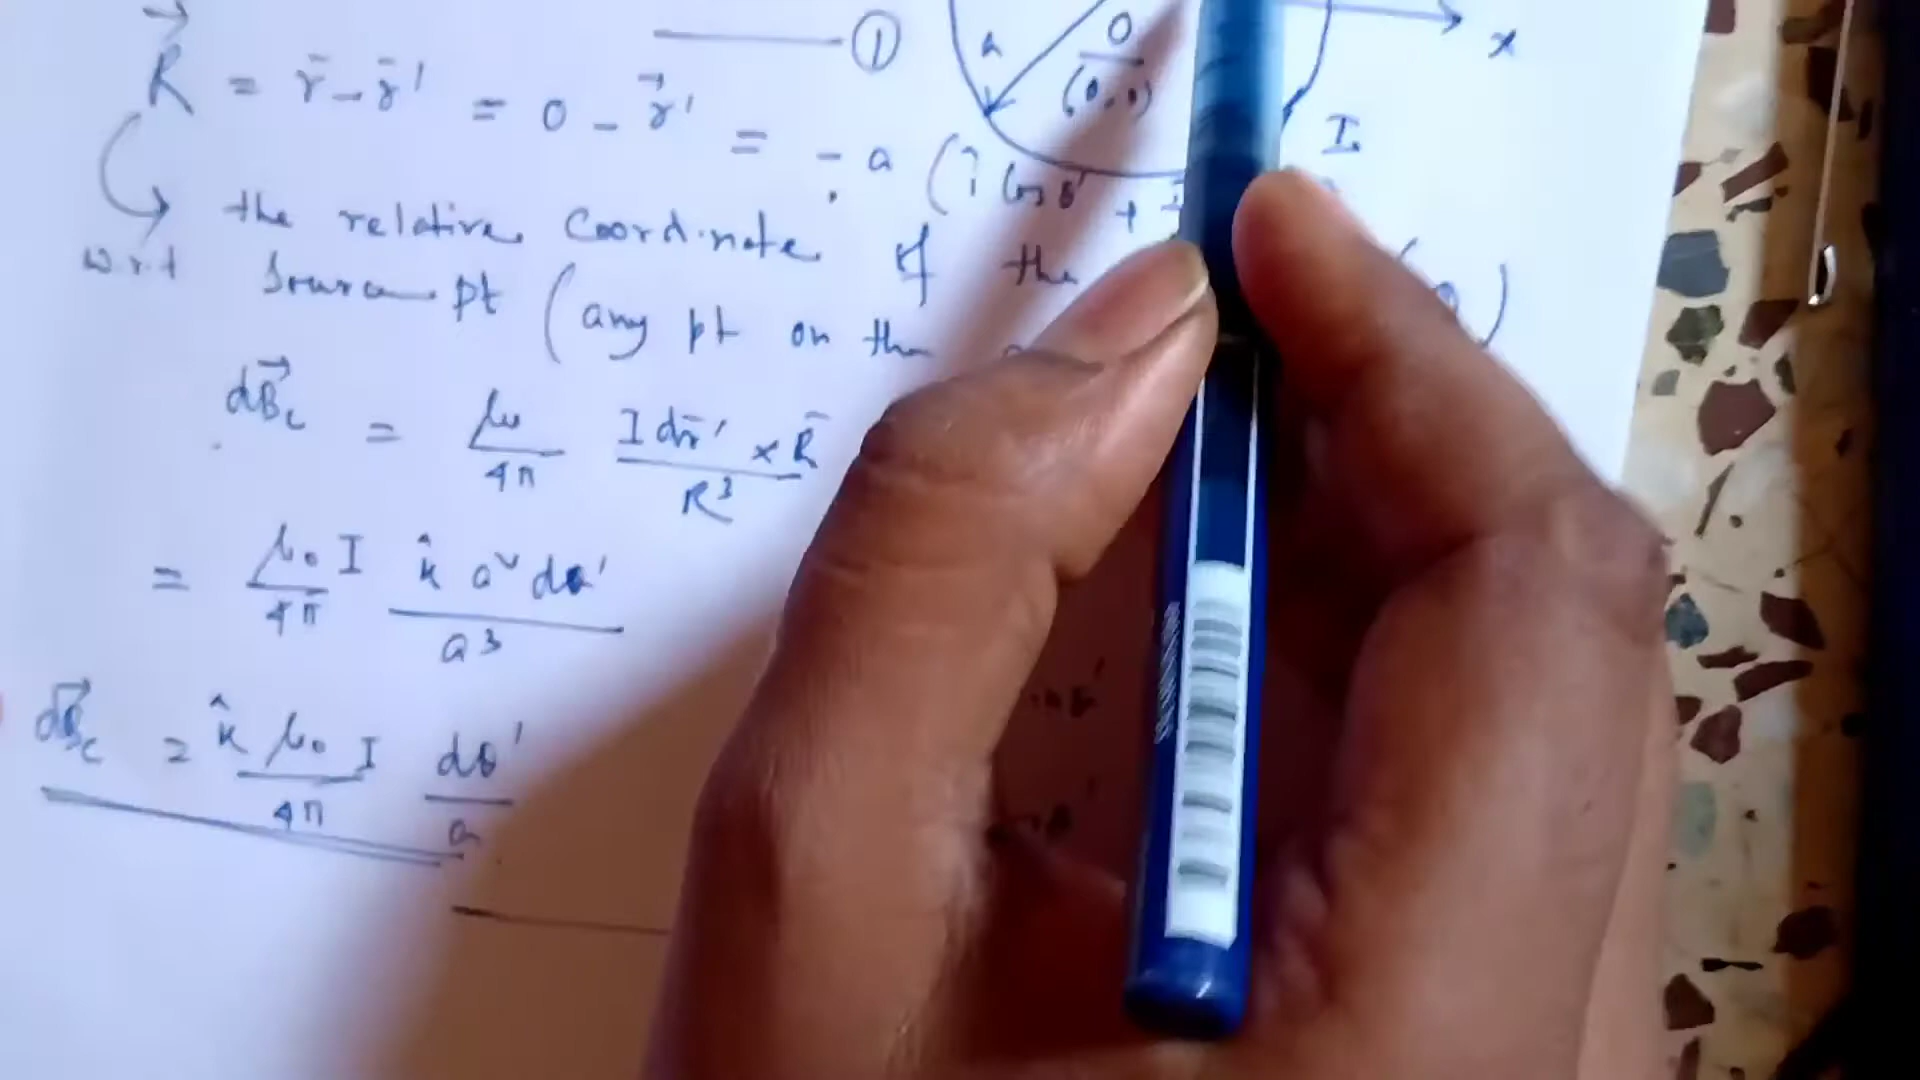 R⃗ = r̄ - r̄' = 0 - r⃗' = - a (î cos θ' +
①
a
O
(0,0)
x
I
the relative coordinate of the
w.r.t source pt (any pt on the
dB⃗c = μ0/4π I dr̄' × R̄/R³
= μ0/4π I k̂ a² dθ'/a³
dB⃗c = k̂ μ0 I/4π dθ'/a